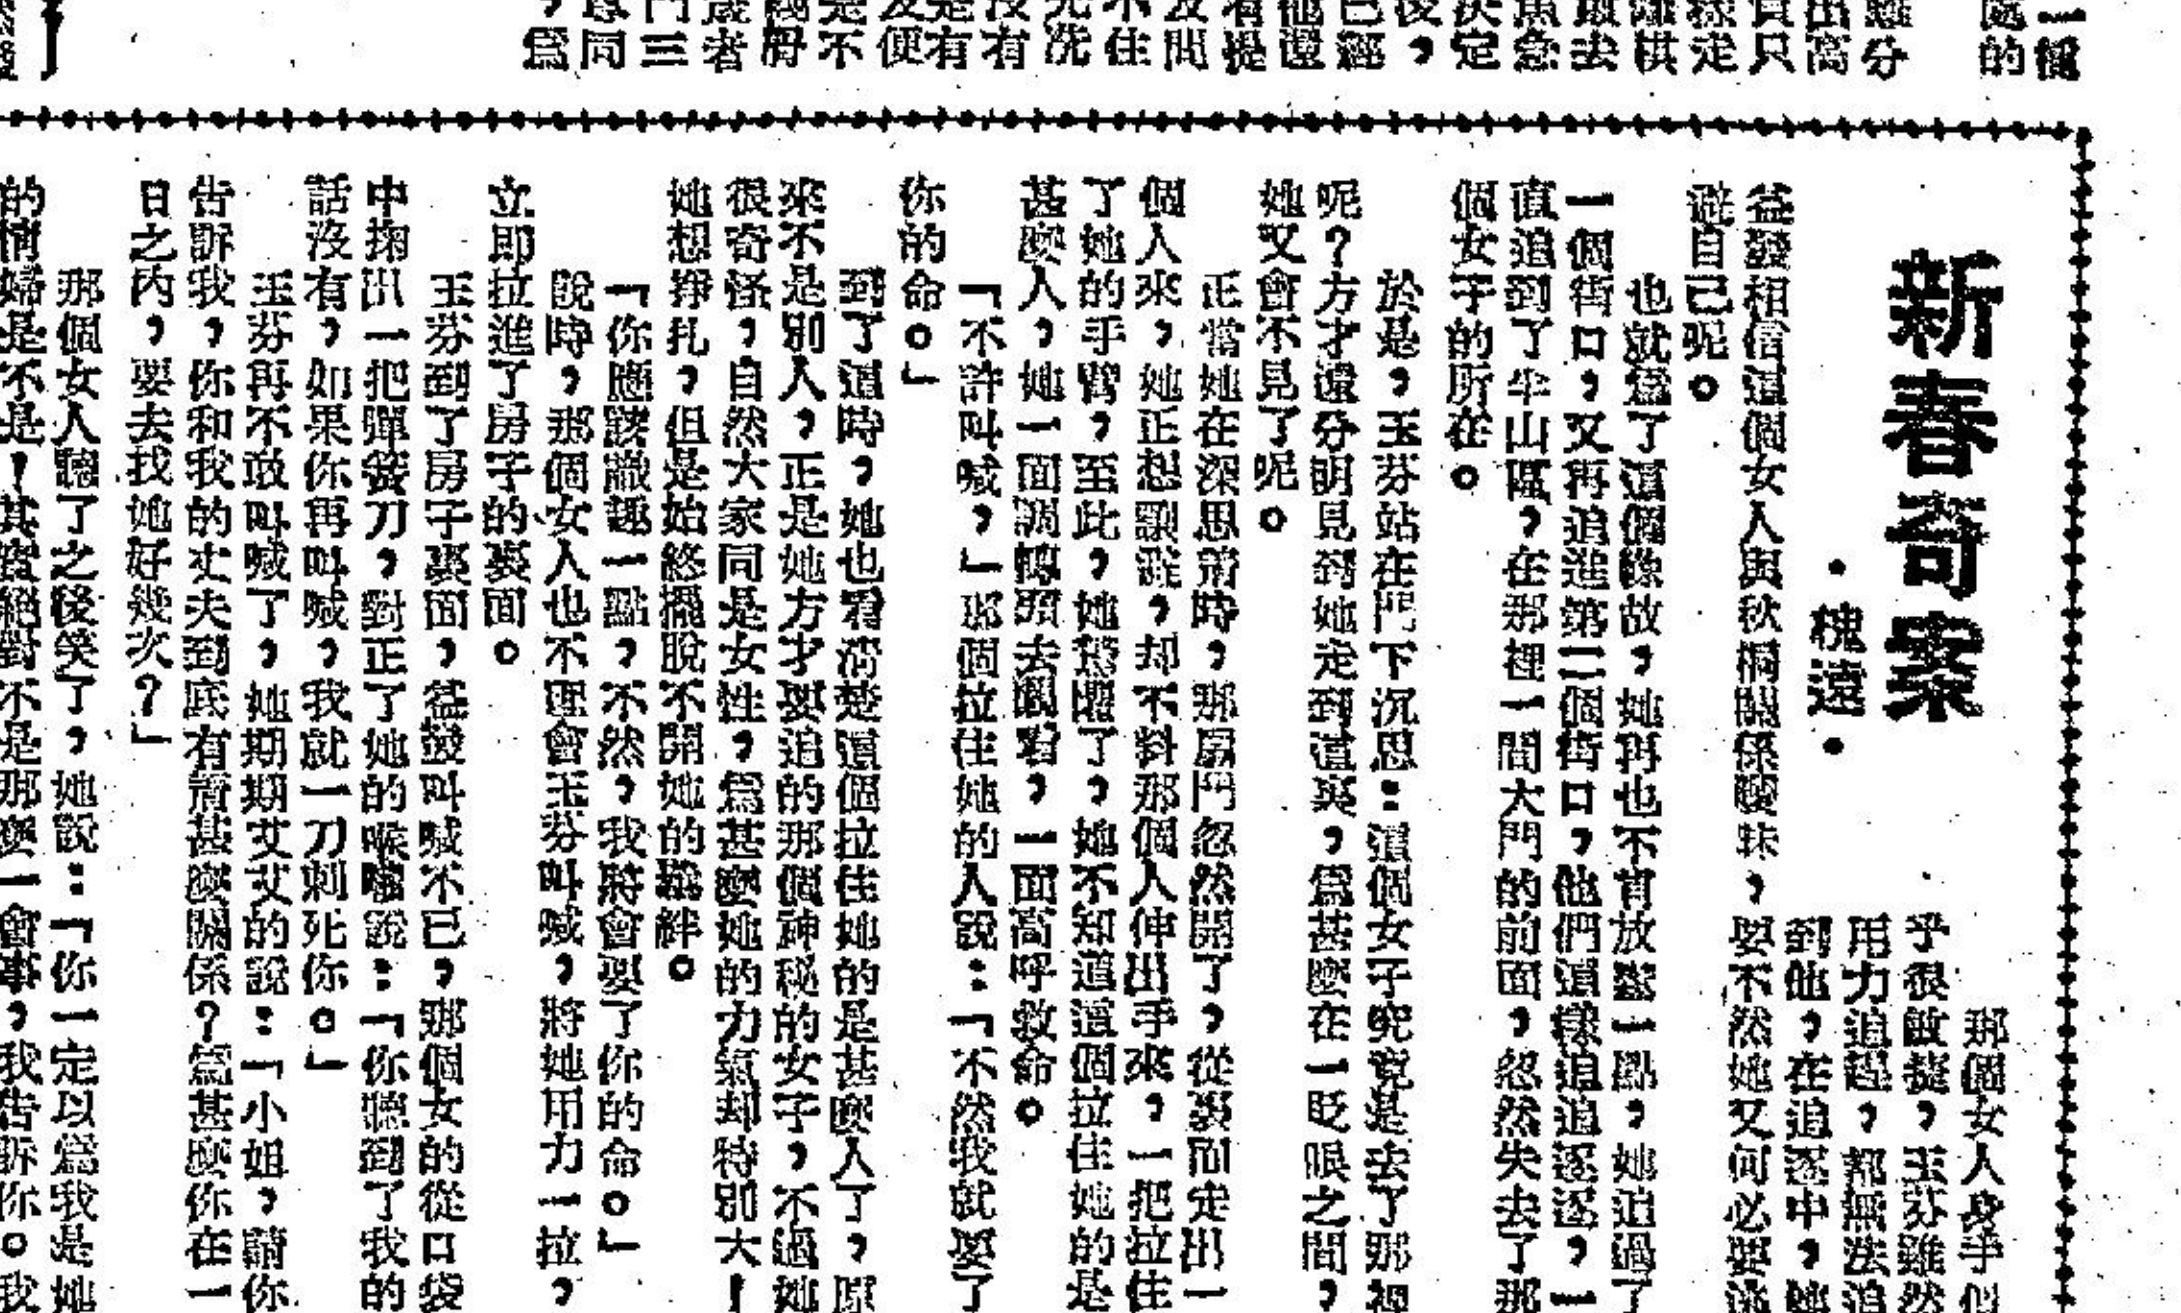 新春奇案
·槐遠·
那個女人身手似
乎很敏捷，玉芬雖然
用力追趕，都無法追
到他，在追逐中，她
益發相信這個女人與秋桐關係曖昧，要不然她又何必要逃
避自己呢。
也就爲了這個緣故，她再也不肯放鬆一點，她追過了
一個街口，又再追進第二個街口，他們這樣追追逐逐，一
直追到了半山區，在那裡一間大門的前面，忽然失去了那
個女子的所在。
於是，玉芬站在門下沉思：這個女子究竟是去了那裡
呢？方才還分明見到她走到這裏，爲甚麼在一眨眼之間，
她又會不見了呢。
正當她在深思着時，那扇門忽然開了，從裏面走出一
個人來，她正想躲避，却不料那個人伸出手來，一把拉住
了她的手臂，至此，她驚懼了，她不知道這個拉住她的是
甚麼人，她一面調轉頭去觀看，一面高呼救命。
「不許叫喊，」那個拉住她的人說：「不然我就要了
你的命。」
到了這時，她也看清楚這個拉住她的是甚麼人了，原
來不是別人，正是她方才要追的那個神秘的女子，不過她
很奇怪，自然大家同是女性，爲甚麼她的力氣却特別大！
她想掙扎，但是始終擺脫不開她的羈絆。
「你應該識趣一點，不然，我將會要了你的命。」
說時，那個女人也不理會玉芬叫喊，將她用力一拉，
立即拉進了房子的裏面。
玉芬到了房子裏面，益發叫喊不已，那個女的從口袋
中掏出一把彈簧刀，對正了她的喉嚨說：「你聽到了我的
話沒有，如果你再叫喊，我就一刀刺死你。」
玉芬再不敢叫喊了，她期期艾艾的說：「小姐，請你
告訴我，你和我的丈夫到底有着甚麼關係？爲甚麼你在一
日之內，要去找她好幾次？」
那個女人聽了之後笑了，她說：「你一定以爲我是她
的情婦是不是！其實絕對不是那麼一會事，我告訴你。我